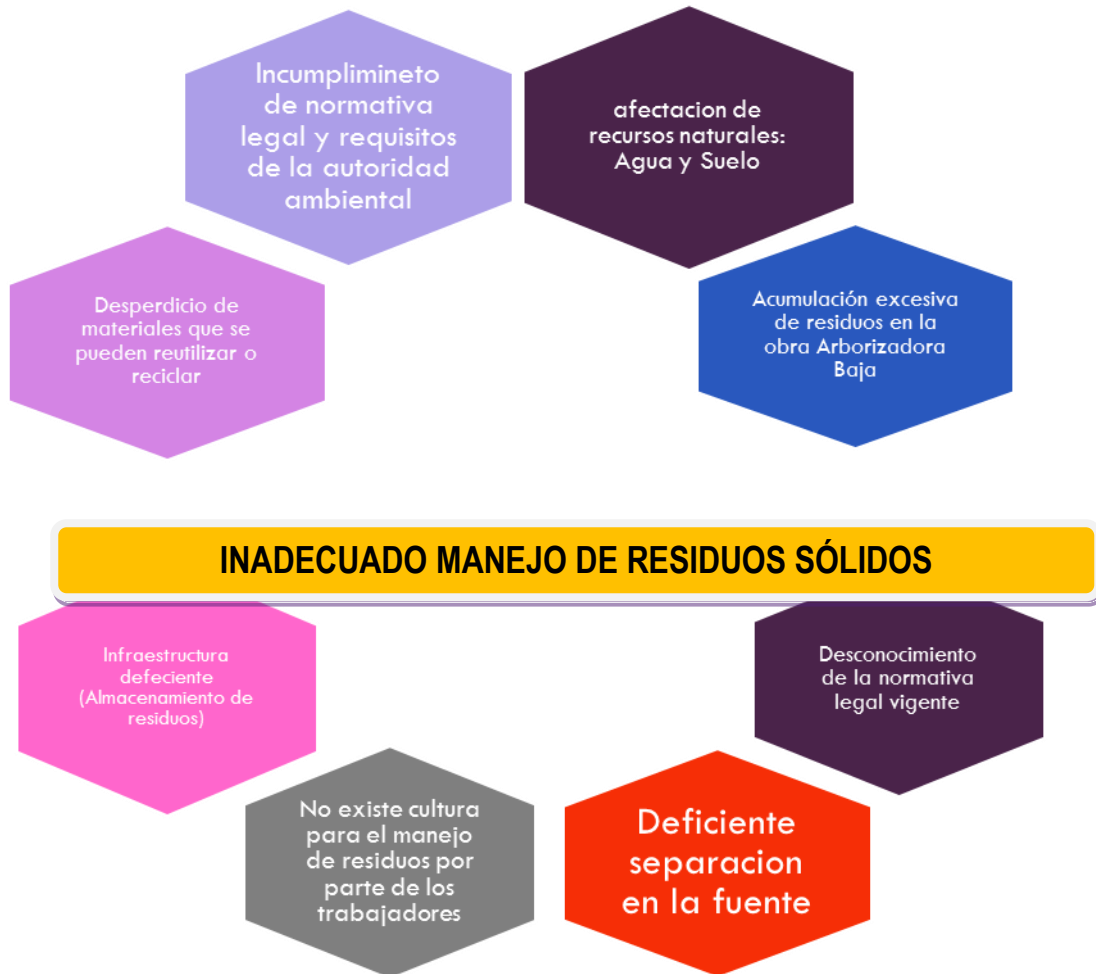 Incumplimineto
de normativa
legal y requisitos
de la autoridad
ambiental
afectacion de
recursos naturales:
Agua y Suelo
Desperdicio de
materiales que se
pueden reutilizar o
reciclar
Acumulación excesiva
de residuos en la
obra Arborizadora
Baja
INADECUADO MANEJO DE RESIDUOS SÓLIDOS
Infraestructura
defeciente
(Almacenamiento de
residuos)
Desconocimiento
de la normativa
legal vigente
No existe cultura
para el manejo
de residuos por
parte de los
trabajadores
Deficiente
separacion
en la fuente